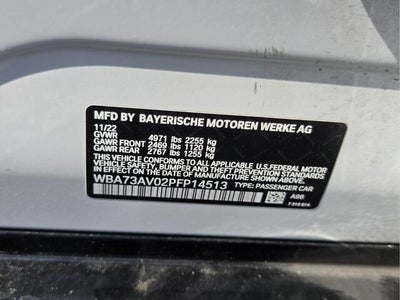 MFD BY BAYERISCHE MOTOREN WERKE AG
11/22
GVWR 4971 lbs 2255 kg
GAWR FRONT 2469 lbs 1120 kg
GAWR REAR 2767 lbs 1255 kg
THIS VEHICLE CONFORMS TO ALL APPLICABLE U.S. FEDERAL MOTOR
VEHICLE SAFETY, BUMPER, AND THEFT PREVENTION STANDARDS
IN EFFECT ON THE DATE OF MANUFACTURE SHOWN ABOVE.
WBA73AV02PFP14513 TYPE: PASSENGER CAR
A96